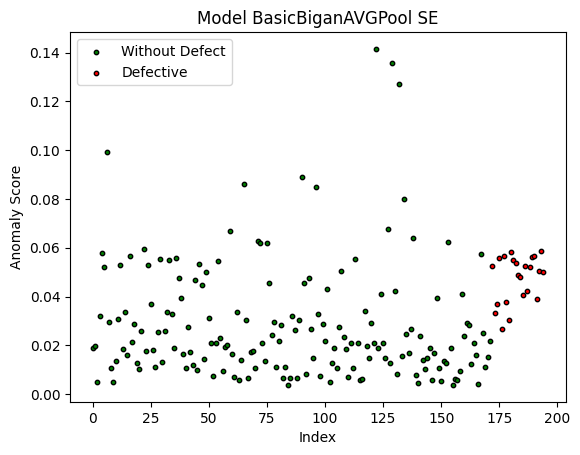 Model BasicBiganAVGPool SE
Without Defect
Defective
Anomaly Score
0.14
0.12
0.10
0.08
0.06
0.04
0.02
0.00
0 25 50 75 100 125 150 175 200
Index